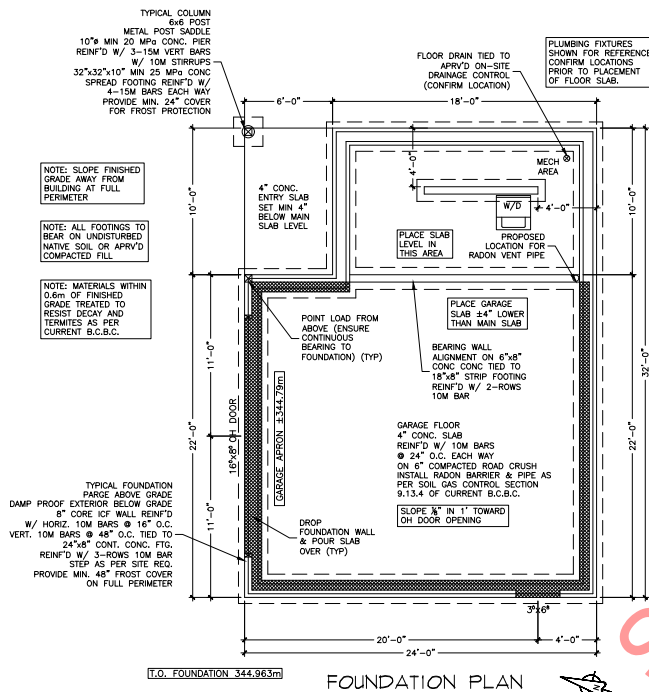 TYPICAL COLUMN
6x6 POST
METAL POST SADDLE
10"ø MIN 20 MPa CONC. PIER
REINF'D W/ 3-15M VERT BARS
W/ 10M STIRRUPS
32"x32"x10" MIN 25 MPa CONC
SPREAD FOOTING REINF'D W/
4-15M BARS EACH WAY
PROVIDE MIN. 24" COVER
FOR FROST PROTECTION
FLOOR DRAIN TIED TO
APRV'D ON-SITE
DRAINAGE CONTROL
(CONFIRM LOCATION)
PLUMBING FIXTURES
SHOWN FOR REFERENCE
CONFIRM LOCATIONS
PRIOR TO PLACEMENT
OF FLOOR SLAB.
6'-0"
18'-0"
4'-0"
MECH
AREA
NOTE: SLOPE FINISHED
GRADE AWAY FROM
BUILDING AT FULL
PERIMETER
10'-0"
4" CONC.
ENTRY SLAB
SET MIN 4"
BELOW MAIN
SLAB LEVEL
W/D
4'-0"
10'-0"
NOTE: ALL FOOTINGS TO
BEAR ON UNDISTURBED
NATIVE SOIL OR APRV'D
COMPACTED FILL
PLACE SLAB
LEVEL IN
THIS AREA
PROPOSED
LOCATION FOR
RADON VENT PIPE
NOTE: MATERIALS WITHIN
0.6m OF FINISHED
GRADE TREATED TO
RESIST DECAY AND
TERMITES AS PER
CURRENT B.C.B.C.
POINT LOAD FROM
ABOVE (ENSURE
CONTINUOUS
BEARING TO
FOUNDATION) (TYP)
PLACE GARAGE
SLAB ±4" LOWER
THAN MAIN SLAB
BEARING WALL
ALIGNMENT ON 6"x8"
CONC CONC TIED TO
18"x8" STRIP FOOTING
REINF'D W/ 2-ROWS
10M BAR
11'-0"
32'-0"
16⁰x8⁰ OH DOOR
GARAGE APRON ±344.79m
22'-0"
22'-0"
GARAGE FLOOR
4" CONC. SLAB
REINF'D W/ 10M BARS
@ 24" O.C. EACH WAY
ON 6" COMPACTED ROAD CRUSH
INSTALL RADON BARRIER & PIPE AS
PER SOIL GAS CONTROL SECTION
9.13.4 OF CURRENT B.C.B.C.
SLOPE ⅛" IN 1' TOWARD
OH DOOR OPENING
TYPICAL FOUNDATION
PARGE ABOVE GRADE
DAMP PROOF EXTERIOR BELOW GRADE
8" CORE ICF WALL REINF'D
W/ HORIZ. 10M BARS @ 16" O.C.
VERT. 10M BARS @ 48" O.C. TIED TO
24"x8" CONT. CONC. FTG.
REINF'D W/ 3-ROWS 10M BAR
STEP AS PER SITE REQ.
PROVIDE MIN. 48" FROST COVER
ON FULL PERIMETER
11'-0"
DROP
FOUNDATION WALL
& POUR SLAB
OVER (TYP)
3⁰x6⁸
20'-0"
4'-0"
24'-0"
T.O. FOUNDATION 344.963m
FOUNDATION PLAN